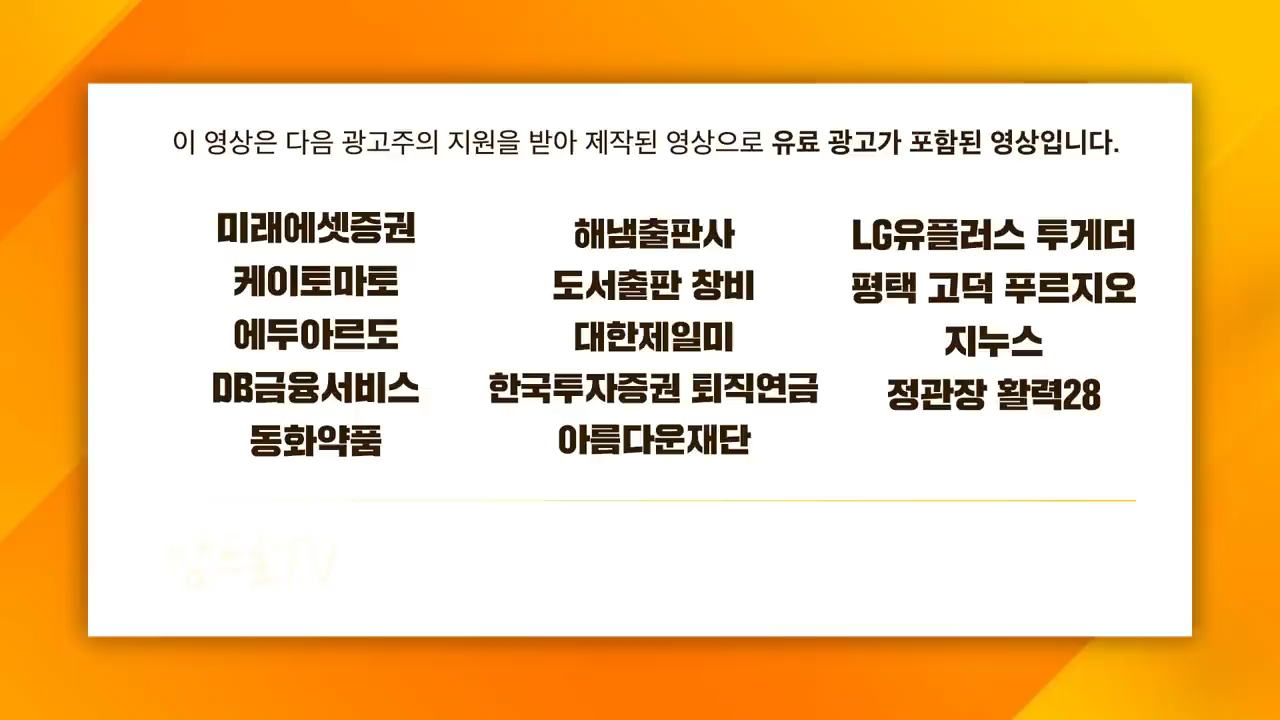 이 영상은 다음 광고주의 지원을 받아 제작된 영상으로 유료 광고가 포함된 영상입니다.
미래에셋증권
케이토마토
에두아르도
DB금융서비스
동화약품
해냄출판사
도서출판 창비
대한제일미
한국투자증권 퇴직연금
아름다운재단
LG유플러스 투게더
평택 고덕 푸르지오
지누스
정관장 활력28